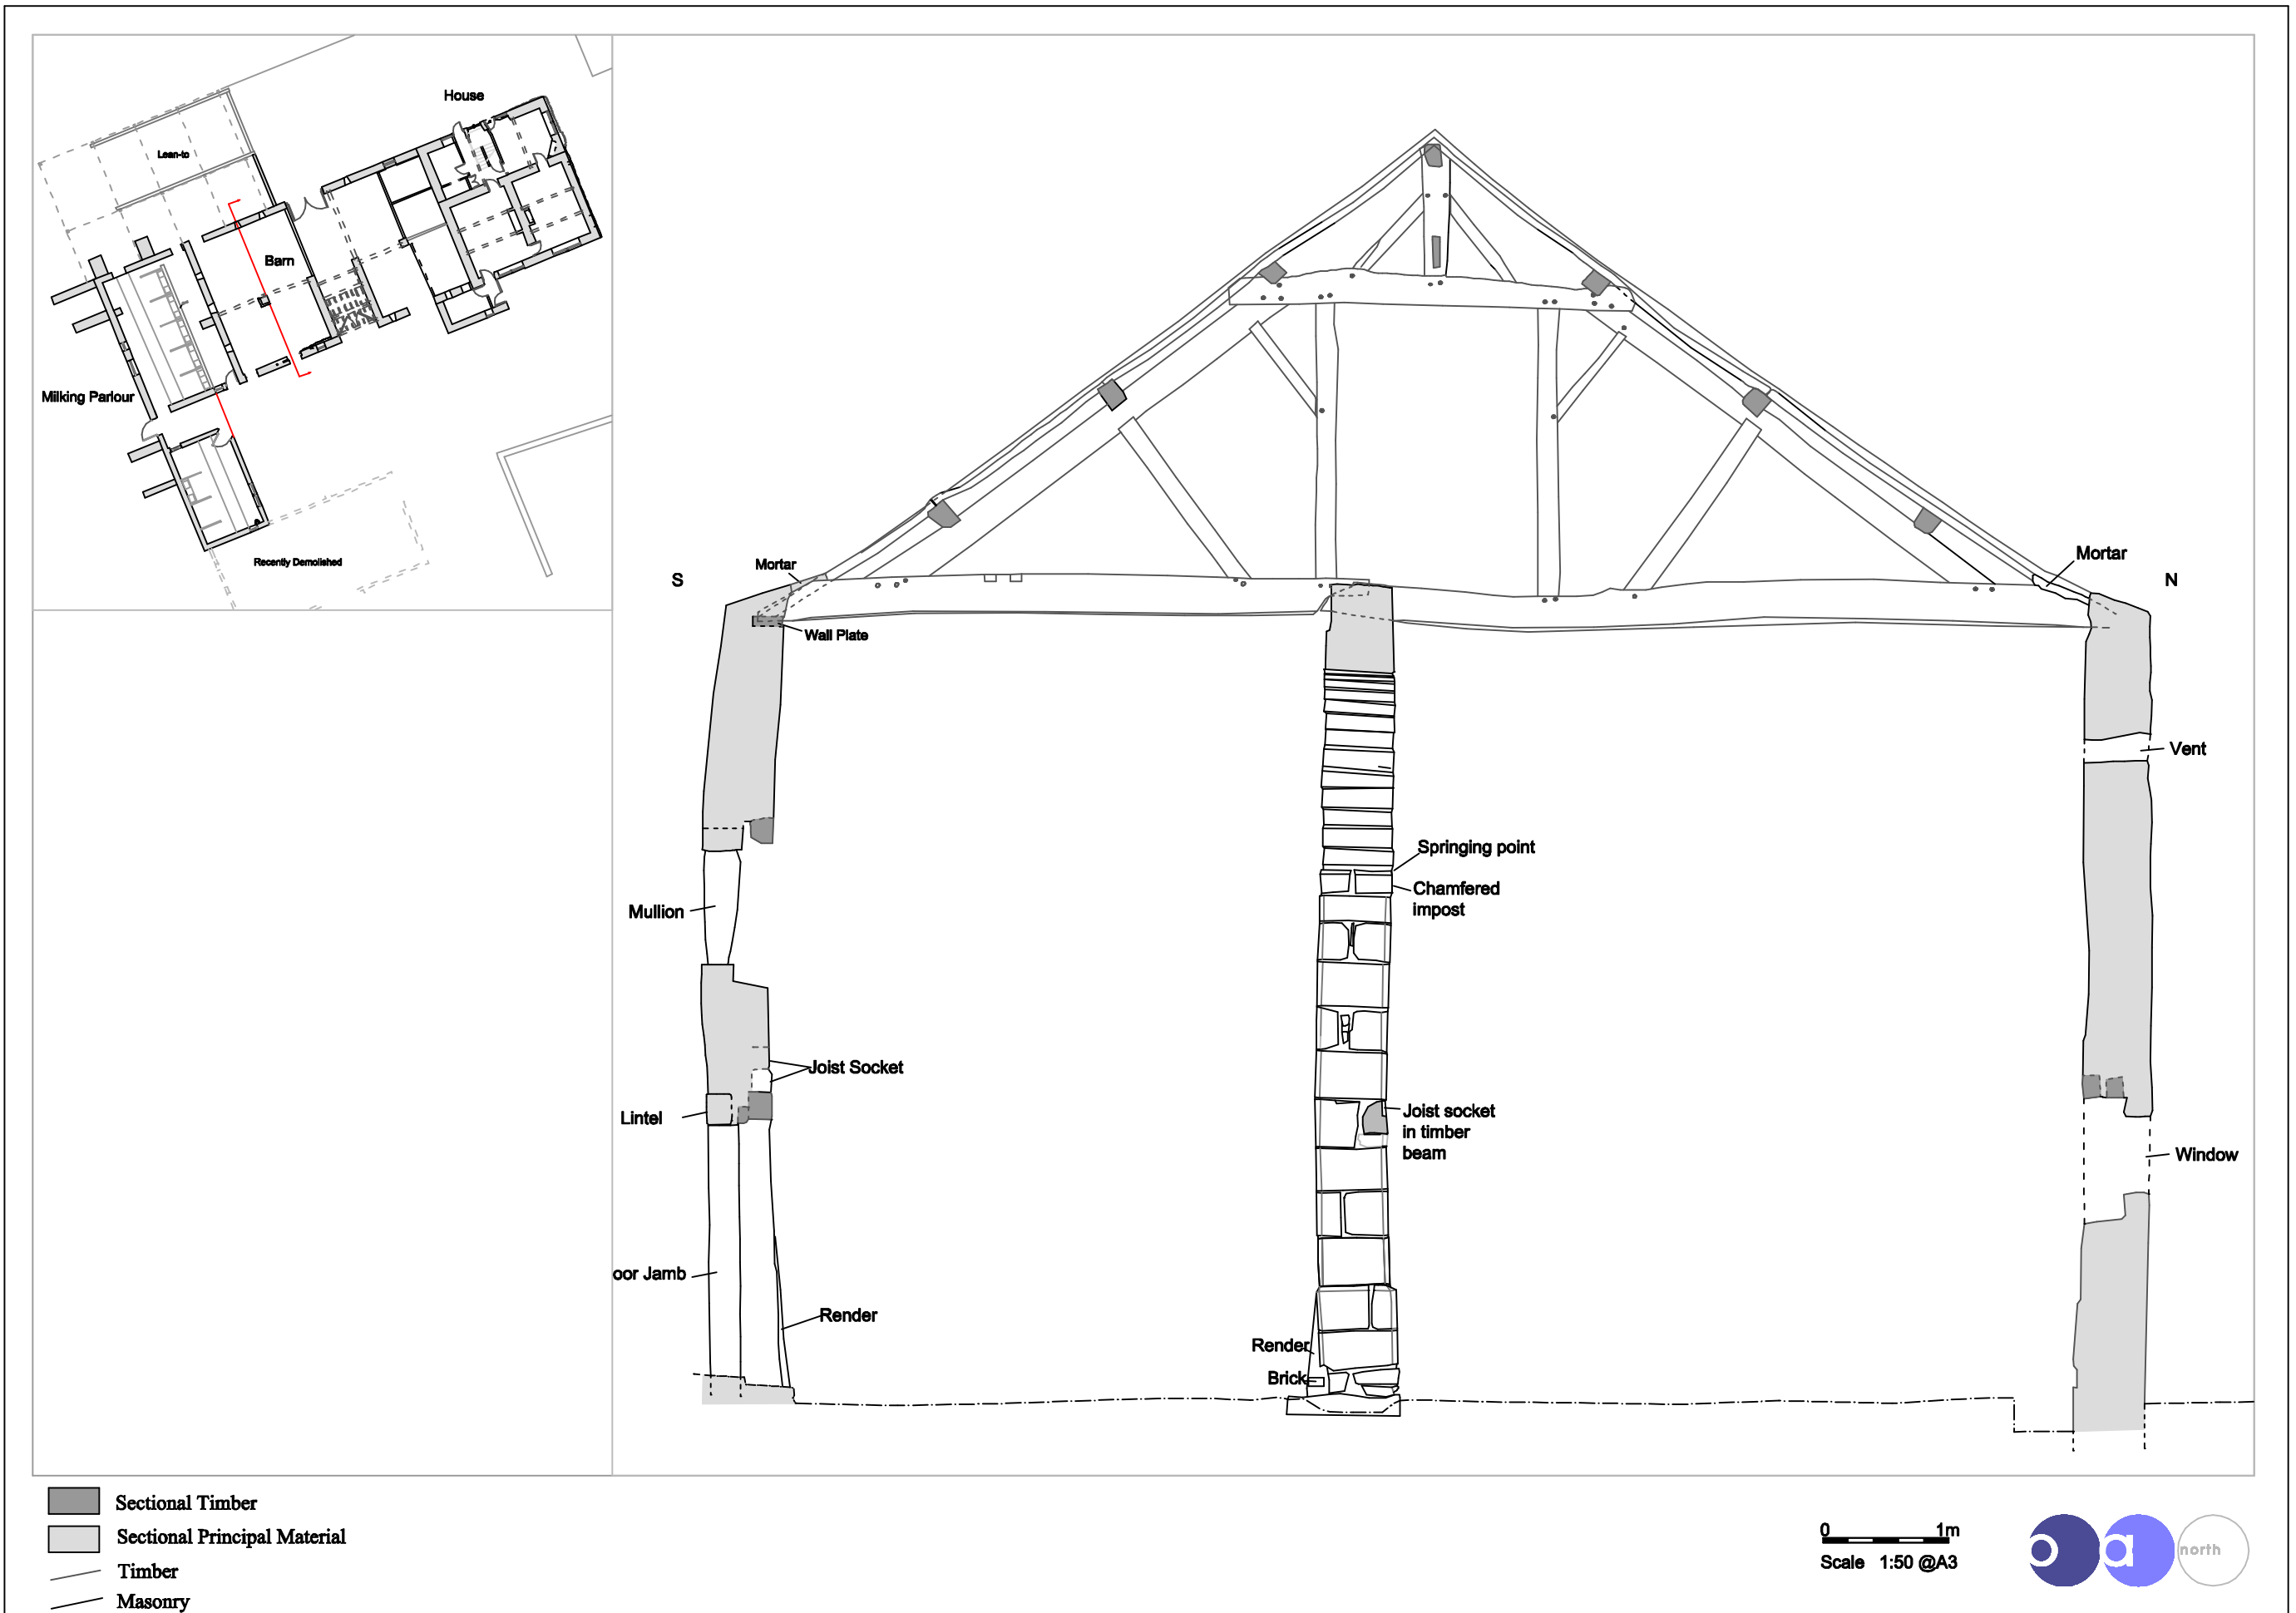 House
Lean-to
Barn
Milking Parlour
Recently Demolished
S
N
Mortar
Mortar
Wall Plate
Vent
Springing point
Chamfered
impost
Mullion
Joist Socket
Lintel
Joist socket
in timber
beam
Window
oor Jamb
Render
Render
Brick
Sectional Timber
Sectional Principal Material
Timber
Masonry
0 1m
Scale 1:50 @A3
oa north